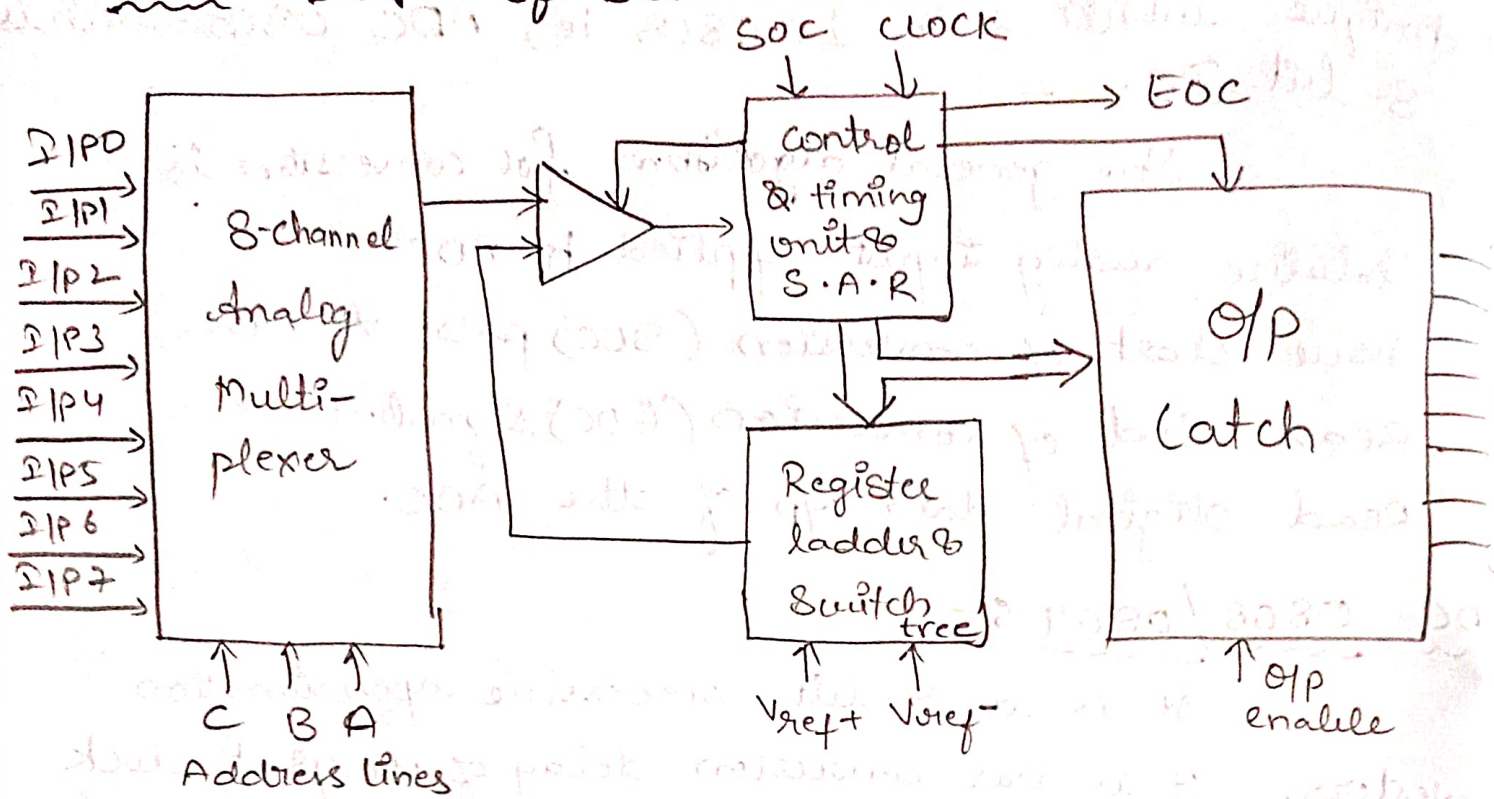 SOC CLOCK
EOC
I/P0
I/P1
I/P2
I/P3
I/P4
I/P5
I/P6
I/P7
8-channel
Analog
Multi-
plexer
control
& timing
unit &
S.A.R
O/P
Latch
Register
ladder &
Switch
tree
C B A
Address lines
Vref+ Vref-
O/P
enable